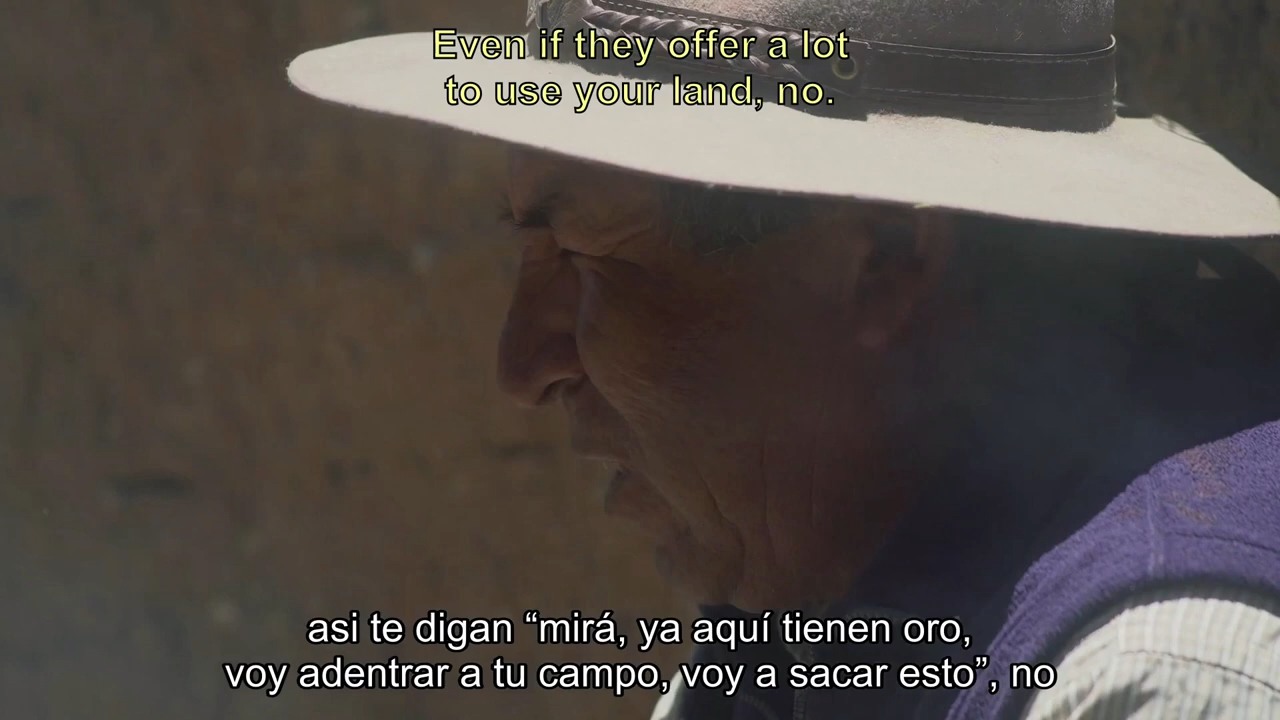 Even if they offer a lot
to use your land, no.
asi te digan “mirá, ya aquí tienen oro,
voy adentrar a tu campo, voy a sacar esto”, no